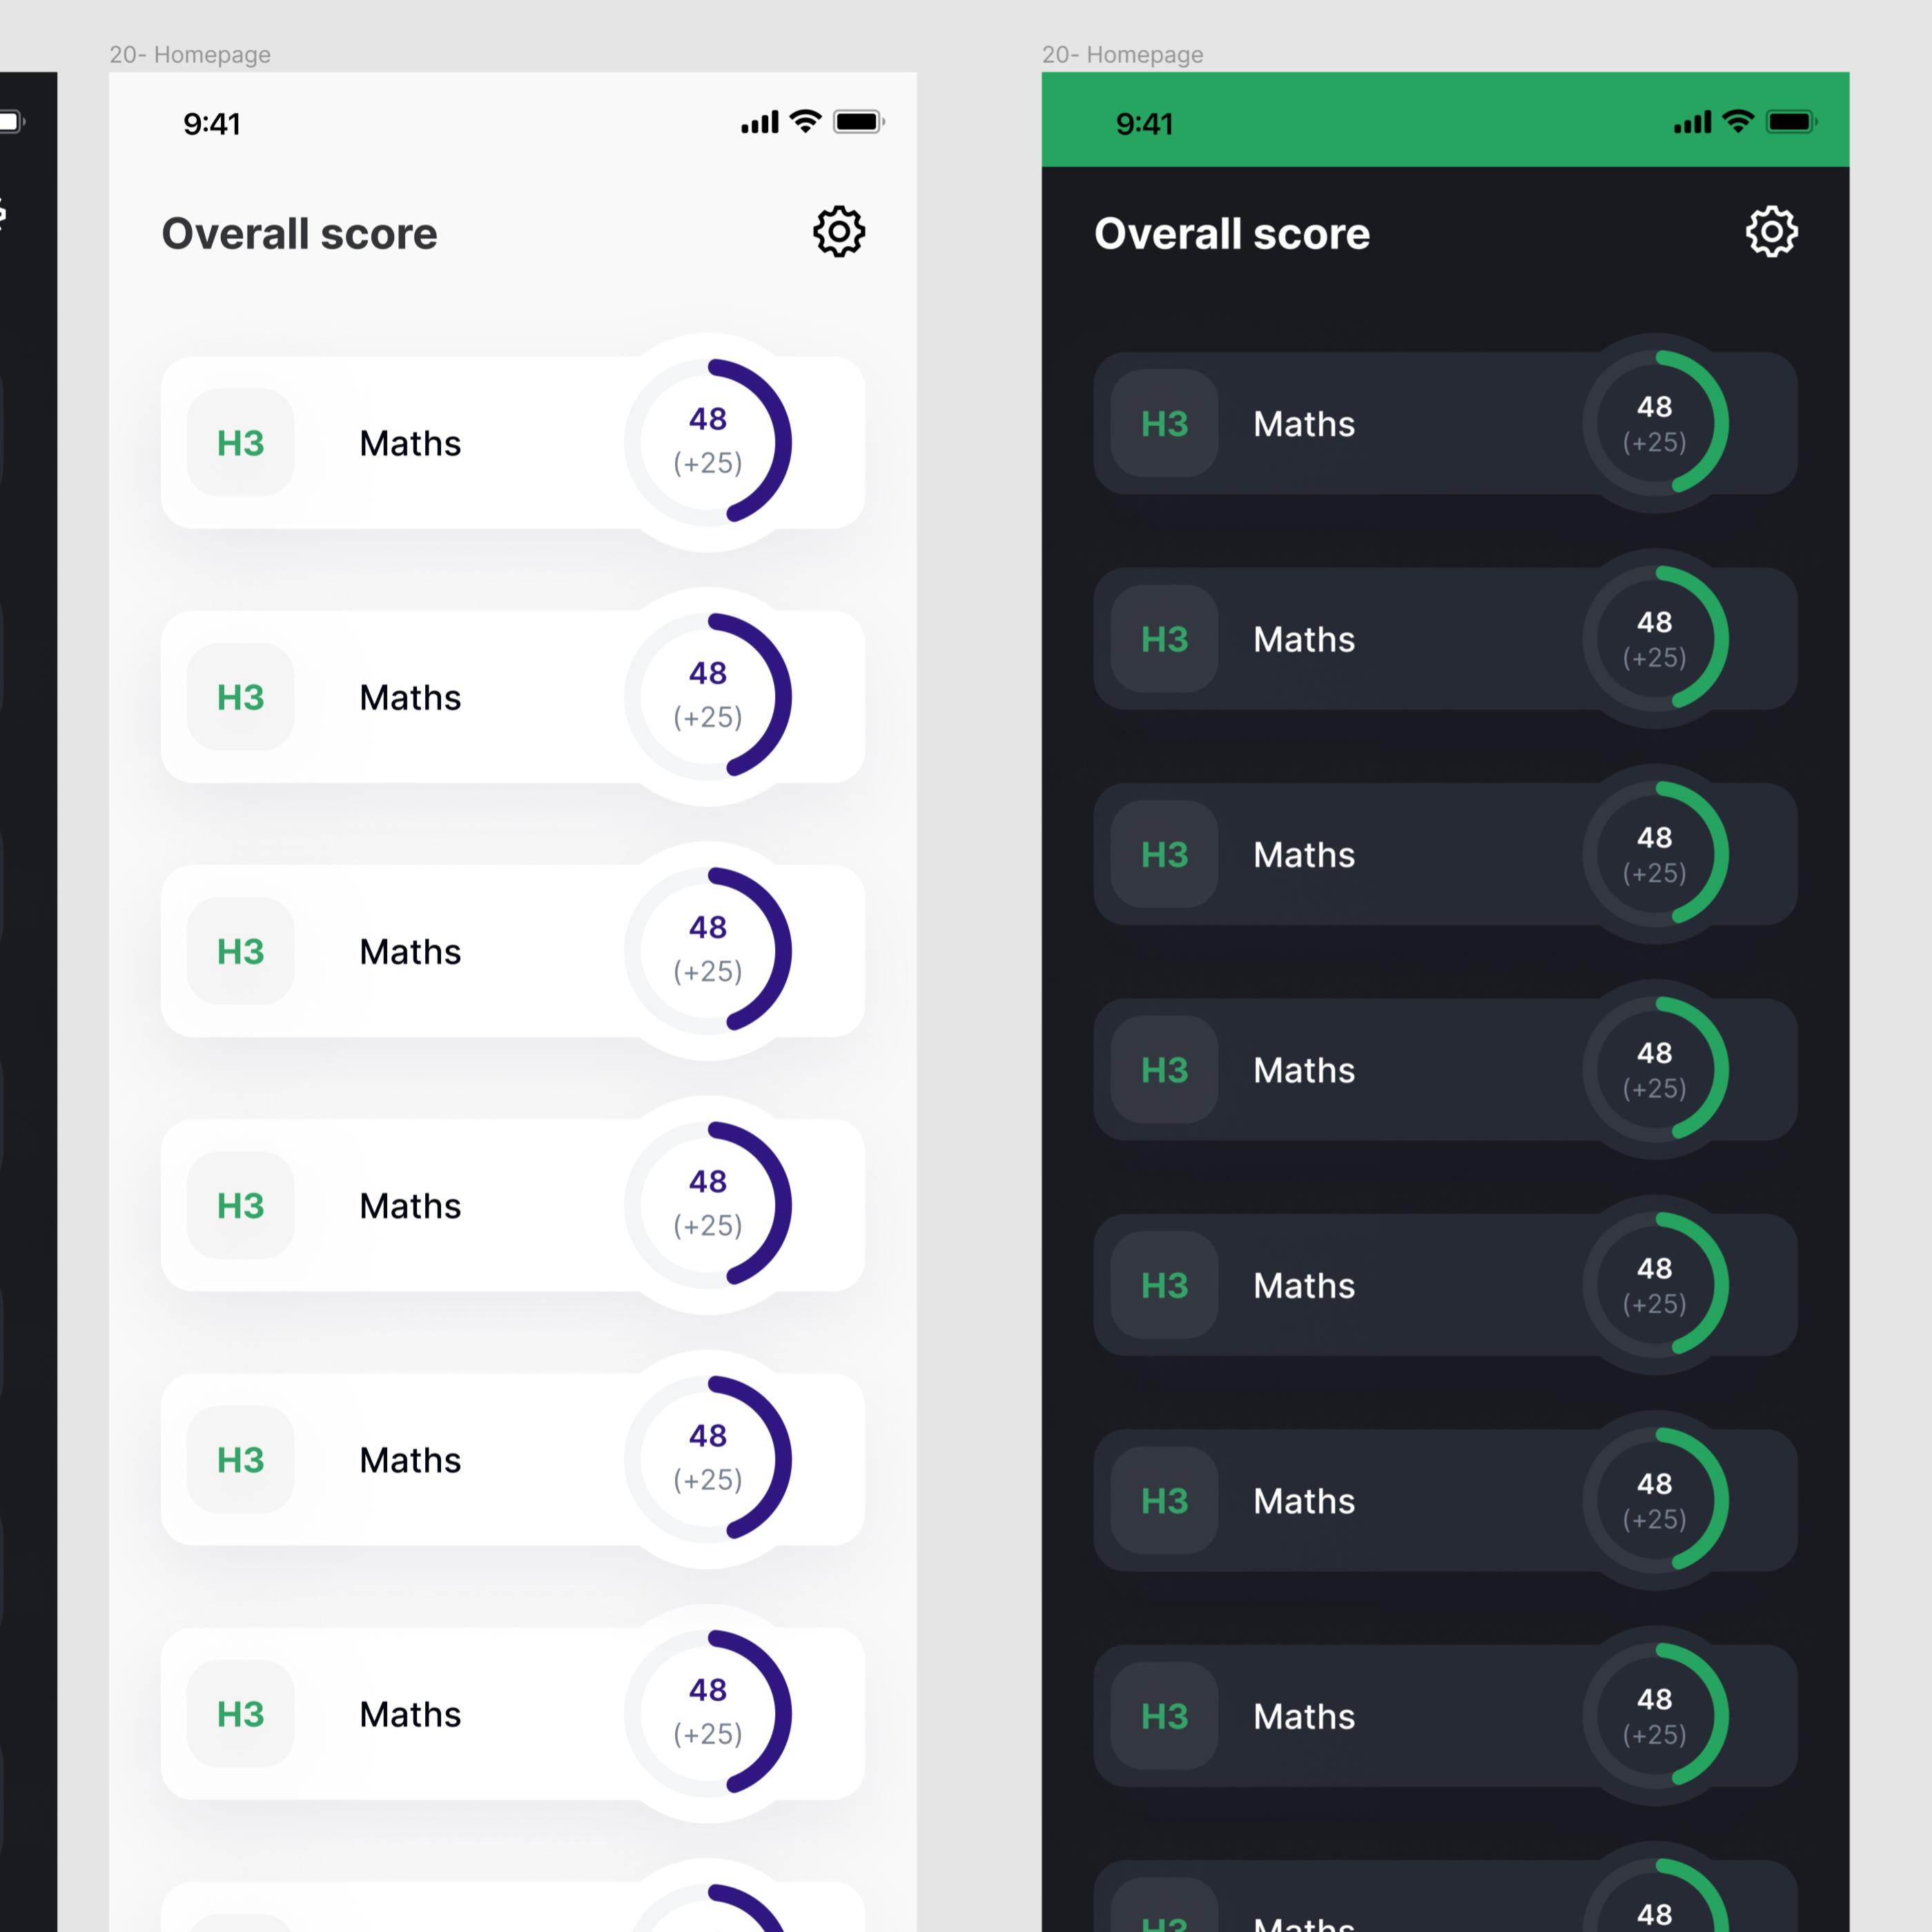 20- Homepage
9:41
Overall score
H3
Maths
48
(+25)
H3
Maths
48
(+25)
H3
Maths
48
(+25)
H3
Maths
48
(+25)
H3
Maths
48
(+25)
H3
Maths
48
(+25)
20- Homepage
9:41
Overall score
H3
Maths
48
(+25)
H3
Maths
48
(+25)
H3
Maths
48
(+25)
H3
Maths
48
(+25)
H3
Maths
48
(+25)
H3
Maths
48
(+25)
H3
Maths
48
(+25)
H3
Maths
48